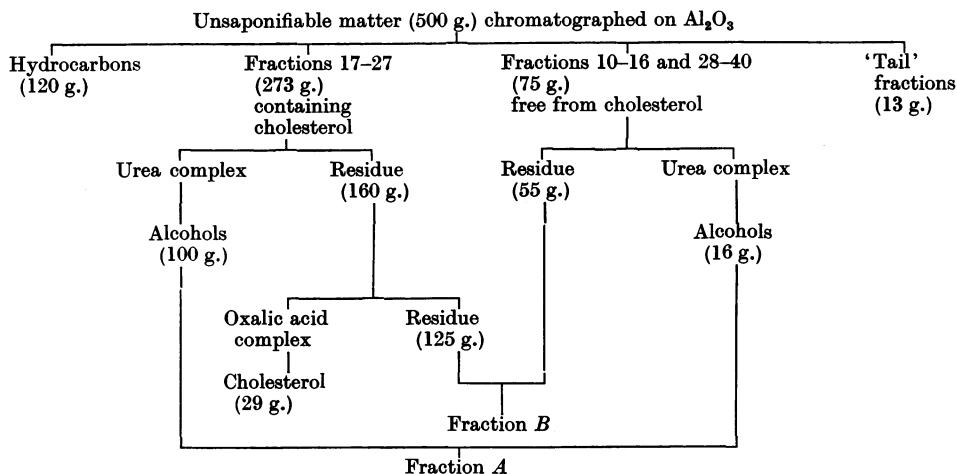 Unsaponifiable matter (500 g.) chromatographed on Al₂O₃
Hydrocarbons
(120 g.)
Fractions 17–27
(273 g.)
containing
cholesterol
Fractions 10–16 and 28–40
(75 g.)
free from cholesterol
‘Tail’
fractions
(13 g.)
Urea complex
Residue
(160 g.)
Residue
(55 g.)
Urea complex
Alcohols
(100 g.)
Alcohols
(16 g.)
Oxalic acid
complex
Residue
(125 g.)
Cholesterol
(29 g.)
Fraction B
Fraction A